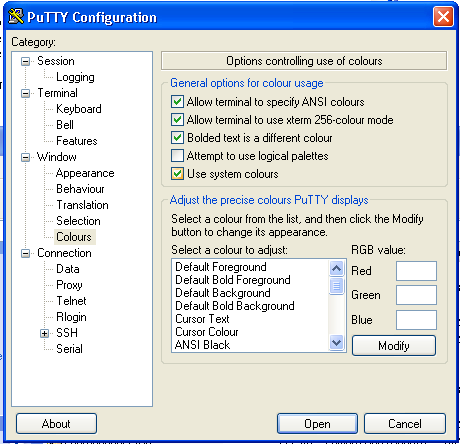 PuTTY Configuration
Category:
Session
Logging
Terminal
Keyboard
Bell
Features
Window
Appearance
Behaviour
Translation
Selection
Colours
Connection
Data
Proxy
Telnet
Rlogin
SSH
Serial
Options controlling use of colours
General options for colour usage
Allow terminal to specify ANSI colours
Allow terminal to use xterm 256-colour mode
Bolded text is a different colour
Attempt to use logical palettes
Use system colours
Adjust the precise colours PuTTY displays
Select a colour from the list, and then click the Modify
button to change its appearance.
Select a colour to adjust:
Default Foreground
Default Bold Foreground
Default Background
Default Bold Background
Cursor Text
Cursor Colour
ANSI Black
RGB value:
Red
Green
Blue
Modify
About
Open
Cancel